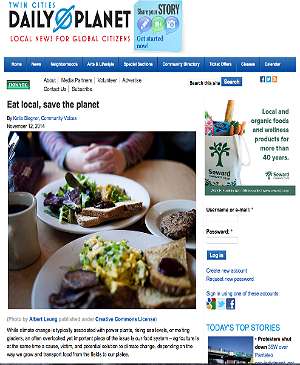 TWIN CITIES
DAILY PLANET
LOCAL NEWS FOR GLOBAL CITIZENS
Share your STORY
Get started
now!
Home
News
Neighborhoods
Arts & Lifestyle
Special Sections
Community Directory
Ticket Offers
Classes
Contact
DONATE
About | Media Partners | Volunteer | Advertise
Contact Us | Subscribe
Search this site:
Search
Eat local, save the planet
By Katie Siegner, Community Voices
November 12, 2014
(Photo by Albert Leung published under Creative Commons License)
While climate change is typically associated with power plants, rising sea levels, or melting
glaciers, an often overlooked yet important piece of the issue is our food system – agriculture is
at the same time a cause, victim, and potential solution to climate change, depending on the
way we grow and transport food from the fields to our plates.
Local and
organic foods
and wellness
products for
more than
40 years.
Seward
Username or e-mail: *
Password: *
Log in
Create new account
Request new password
Sign in using one of these accounts:
TODAY'S TOP STORIES
Protesters shut
down 35W over
Pantaleo